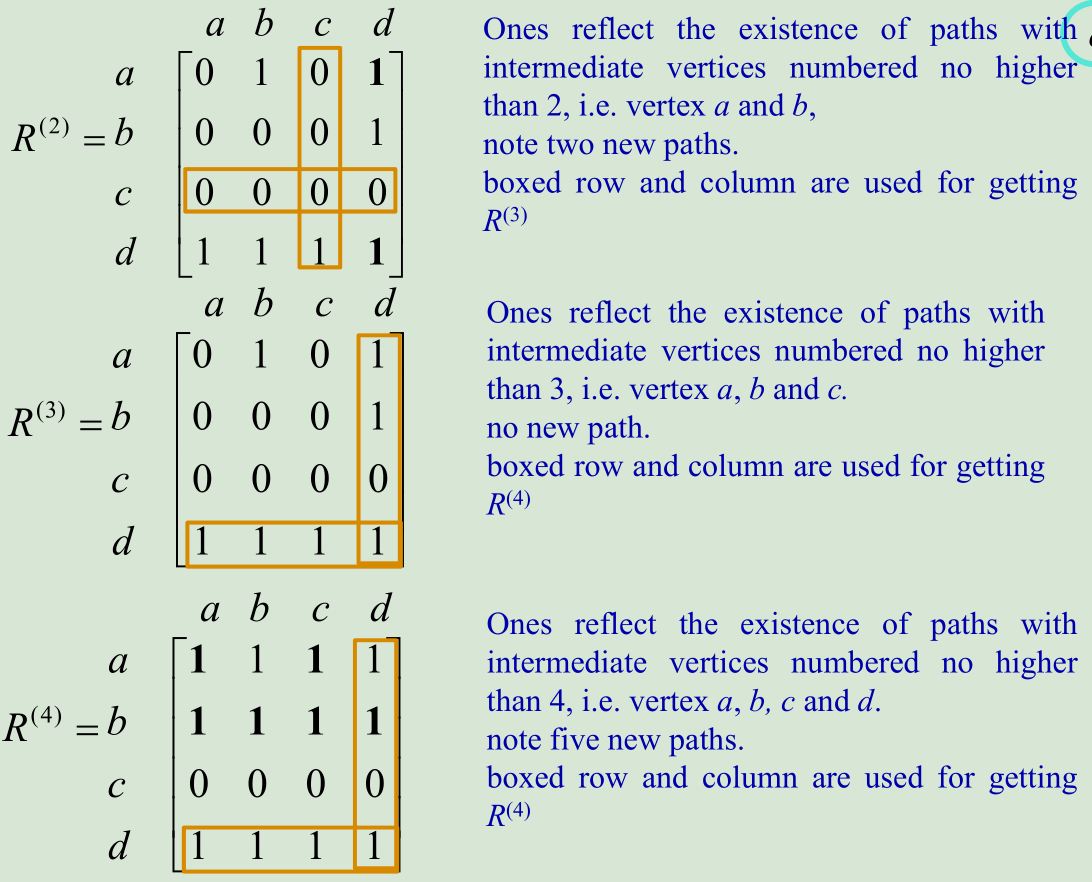 a b c d
a 0 1 0 1
R(2) = b 0 0 0 1
c 0 0 0 0
d 1 1 1 1
Ones reflect the existence of paths with
intermediate vertices numbered no higher
than 2, i.e. vertex a and b,
note two new paths.
boxed row and column are used for getting
R(3)
a b c d
a 0 1 0 1
R(3) = b 0 0 0 1
c 0 0 0 0
d 1 1 1 1
Ones reflect the existence of paths with
intermediate vertices numbered no higher
than 3, i.e. vertex a, b and c.
no new path.
boxed row and column are used for getting
R(4)
a b c d
a 1 1 1 1
R(4) = b 1 1 1 1
c 0 0 0 0
d 1 1 1 1
Ones reflect the existence of paths with
intermediate vertices numbered no higher
than 4, i.e. vertex a, b, c and d.
note five new paths.
boxed row and column are used for getting
R(4)